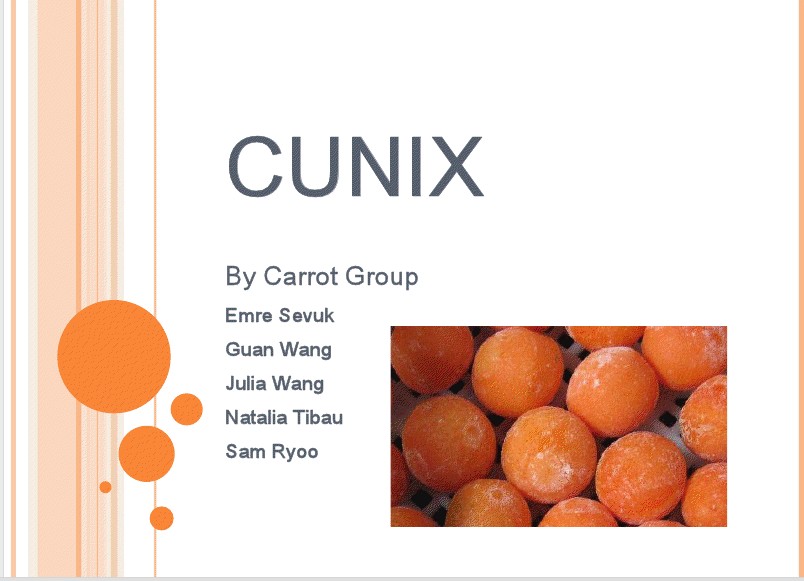 CUNIX
By Carrot Group
Emre Sevuk
Guan Wang
Julia Wang
Natalia Tibau
Sam Ryoo